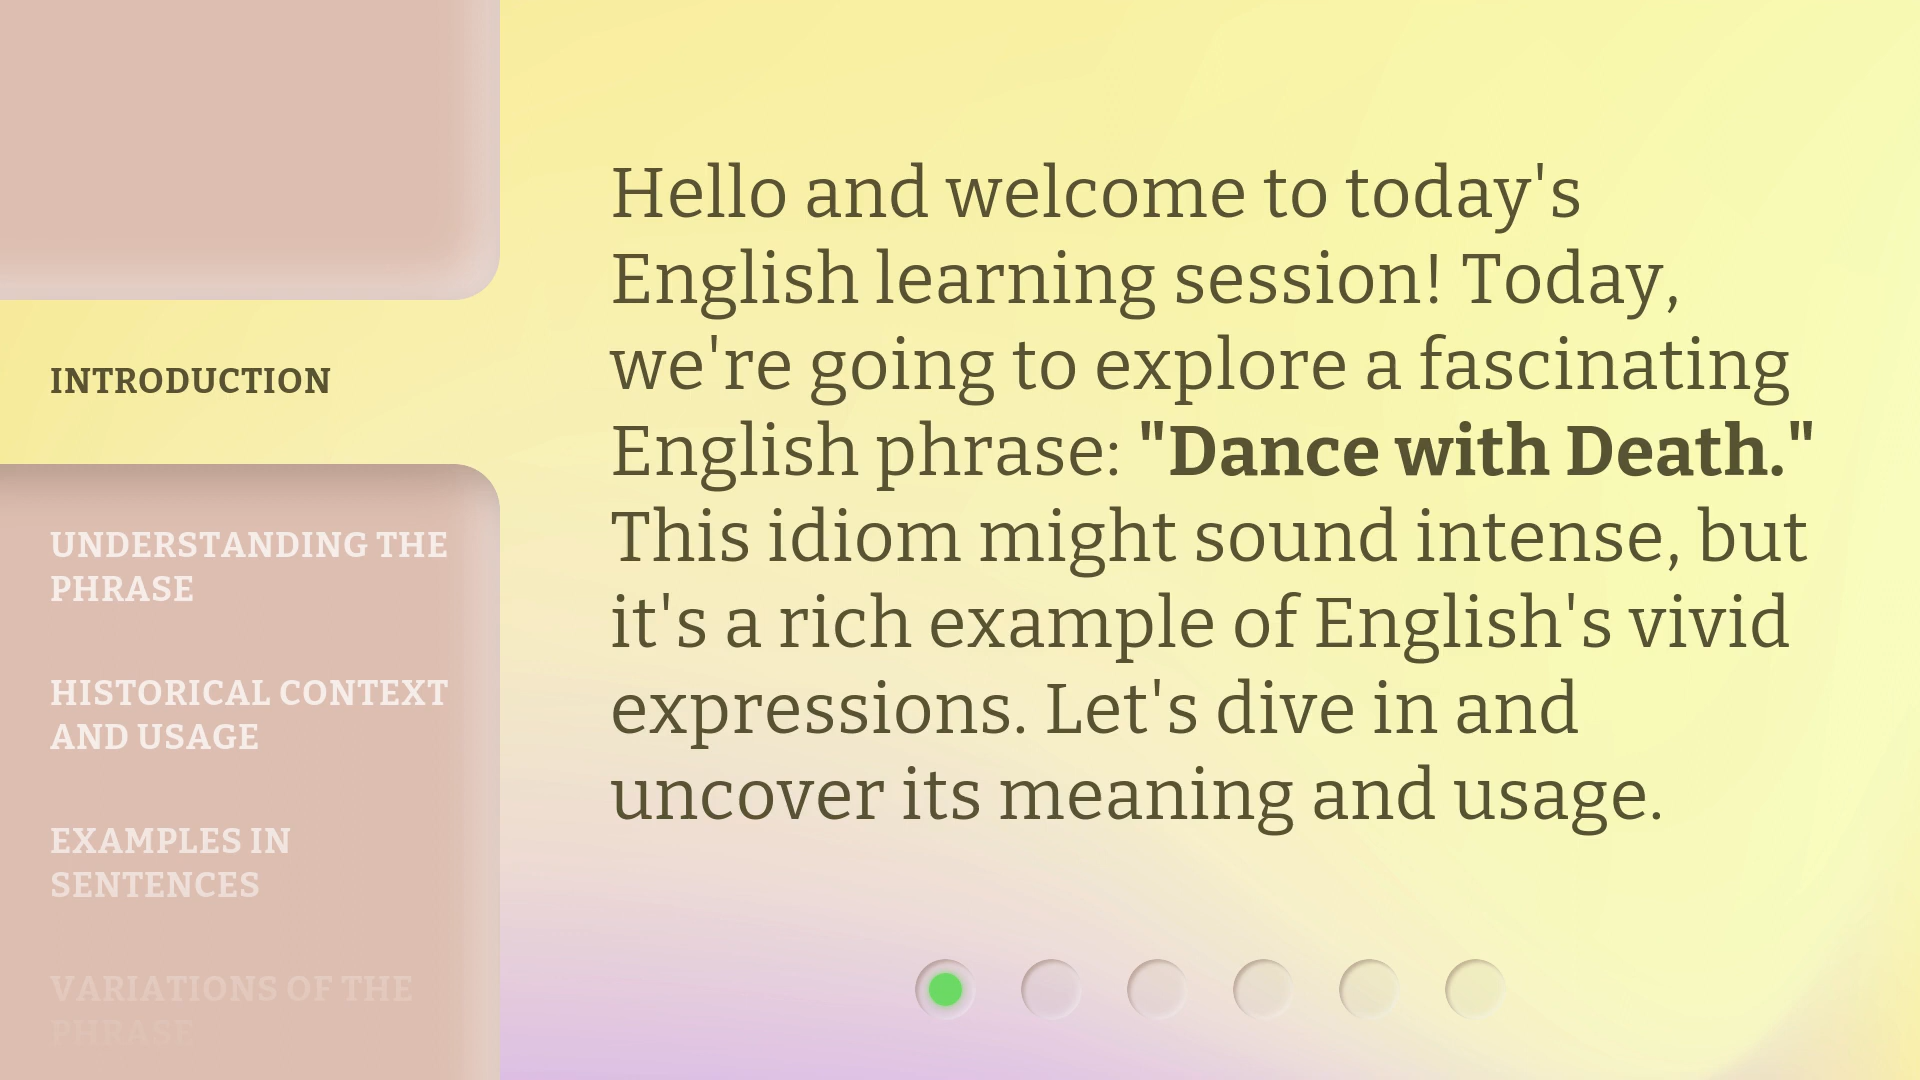 INTRODUCTION
UNDERSTANDING THE
PHRASE
HISTORICAL CONTEXT
AND USAGE
EXAMPLES IN
SENTENCES
VARIATIONS OF THE
PHRASE
Hello and welcome to today's
English learning session! Today,
we're going to explore a fascinating
English phrase: "Dance with Death."
This idiom might sound intense, but
it's a rich example of English's vivid
expressions. Let's dive in and
uncover its meaning and usage.